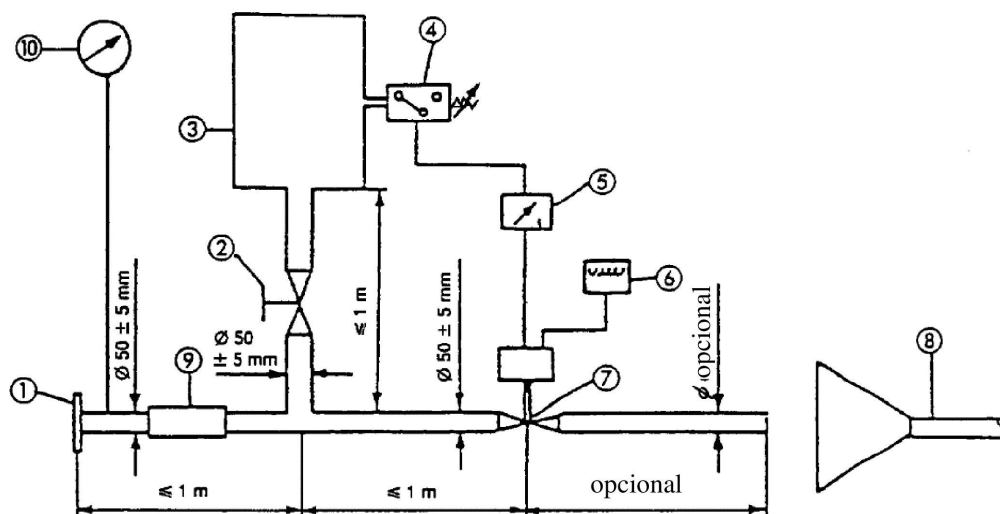 10
4
3
5
2
6
≤ 1 m
Ø 50 ± 5 mm
Ø 50
± 5 mm
Ø 50 ± 5 mm
Ø opcional
8
1
9
7
≤ 1 m
≤ 1 m
opcional